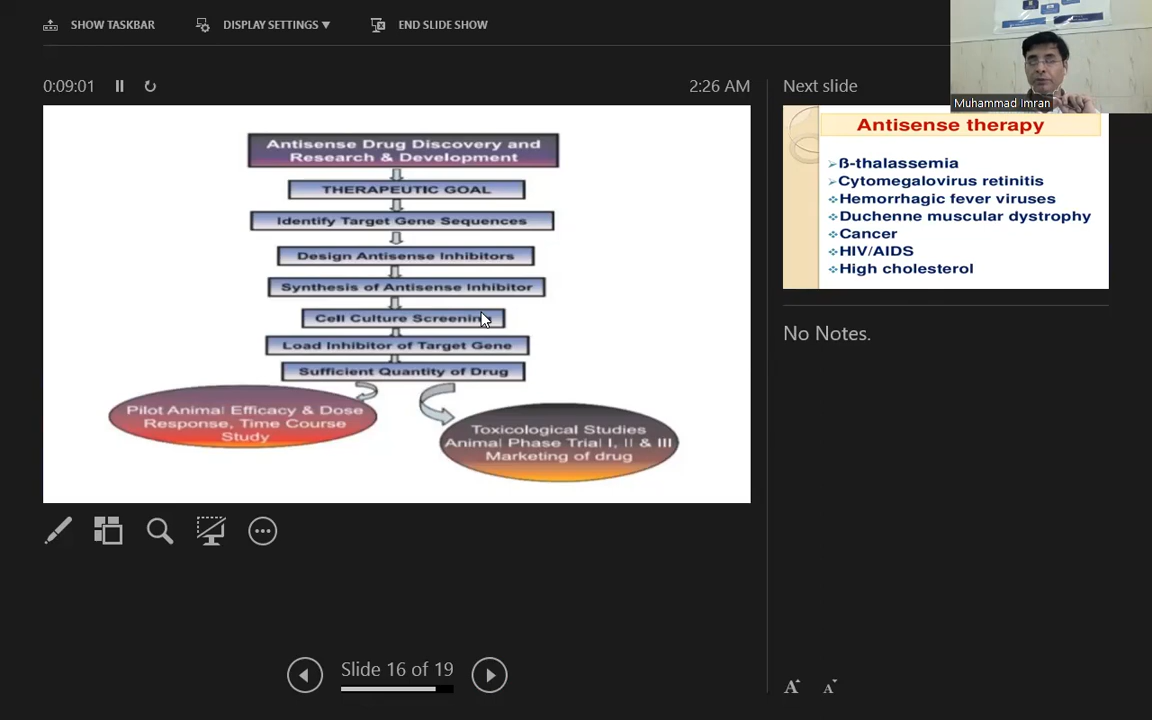 SHOW TASKBAR
DISPLAY SETTINGS ▼
END SLIDE SHOW
0:09:01
2:26 AM
Antisense Drug Discovery and
Research & Development
THERAPEUTIC GOAL
Identify Target Gene Sequences
Design Antisense Inhibitors
Synthesis of Antisense Inhibitor
Cell Culture Screening
Load Inhibitor of Target Gene
Sufficient Quantity of Drug
Pilot Animal Efficacy & Dose
Response, Time Course
Study
Toxicological Studies
Animal Phase Trial I, II & III
Marketing of drug
Slide 16 of 19
Next slide
Muhammad Imran
Antisense therapy
ß-thalassemia
Cytomegalovirus retinitis
Hemorrhagic fever viruses
Duchenne muscular dystrophy
Cancer
HIV/AIDS
High cholesterol
No Notes.
A A